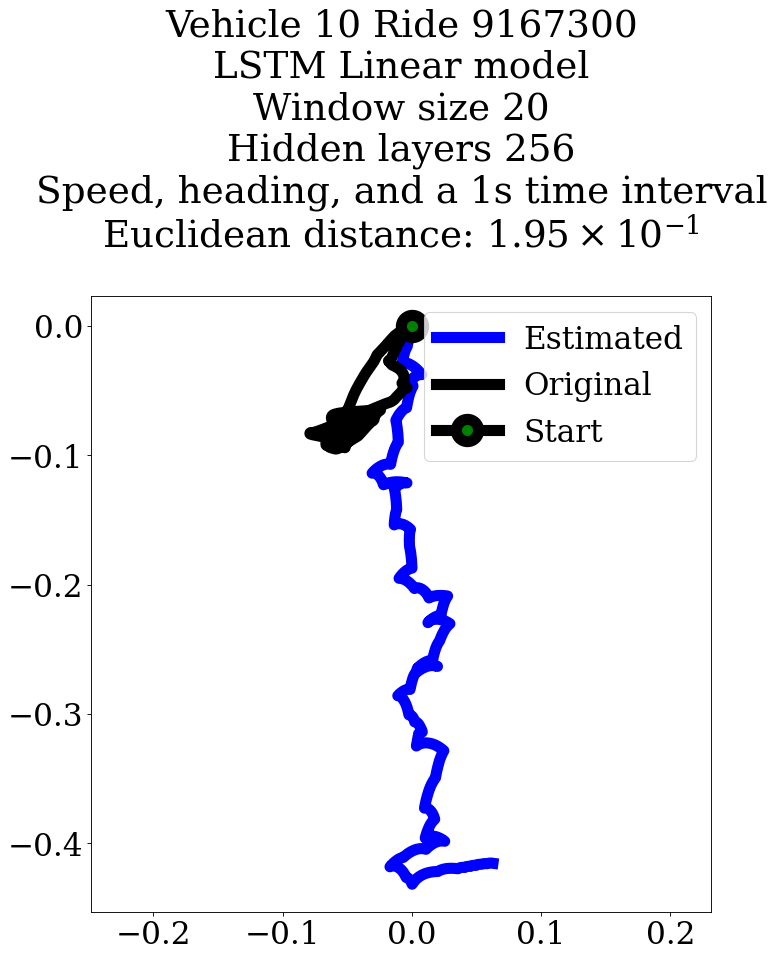 Vehicle 10 Ride 9167300
LSTM Linear model
Window size 20
Hidden layers 256
Speed, heading, and a 1s time interval
Euclidean distance: 1.95 × 10⁻¹
Estimated
Original
Start
0.0
−0.1
−0.2
−0.3
−0.4
−0.2 −0.1 0.0 0.1 0.2